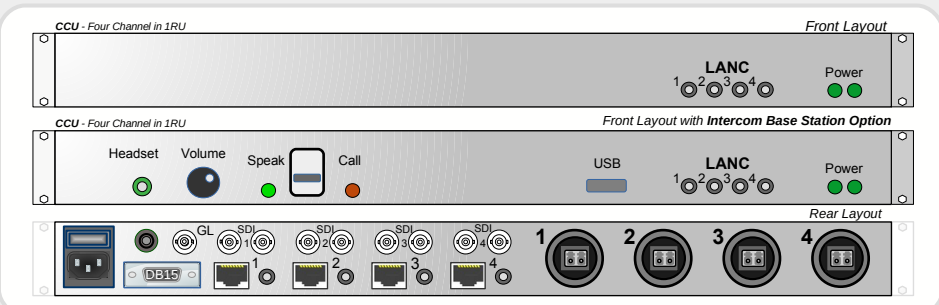 CCU - Four Channel in 1RU
Front Layout
LANC
1 2 3 4
Power
CCU - Four Channel in 1RU
Front Layout with Intercom Base Station Option
Headset
Volume
Speak
Call
USB
LANC
1 2 3 4
Power
Rear Layout
GL
SDI
1
SDI
2
SDI
3
SDI
4
DB15
1
2
3
4
1
2
3
4